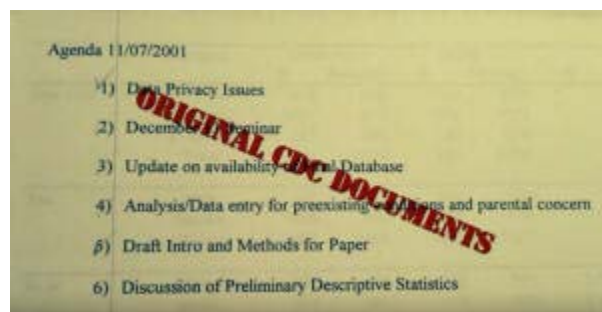 Agenda 11/07/2001
1) Data Privacy Issues
2) December Seminar
3) Update on availability Database
4) Analysis/Data entry for preexisting conditions and parental concern
5) Draft Intro and Methods for Paper
6) Discussion of Preliminary Descriptive Statistics
ORIGINAL CDC DOCUMENTS